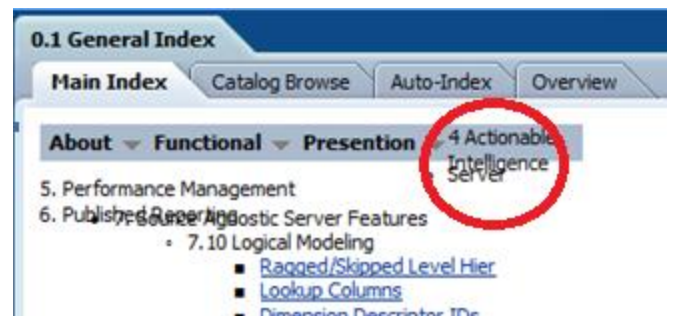 0.1 General Index
Main Index
Catalog Browse
Auto-Index
Overview
About
Functional
Presention
4 Actionable
Intelligence
Server
5. Performance Management
6. Published Reporting
7. Source Agnostic Server Features
7.10 Logical Modeling
Ragged/Skipped Level Hier
Lookup Columns
Dimension Descriptor IDs